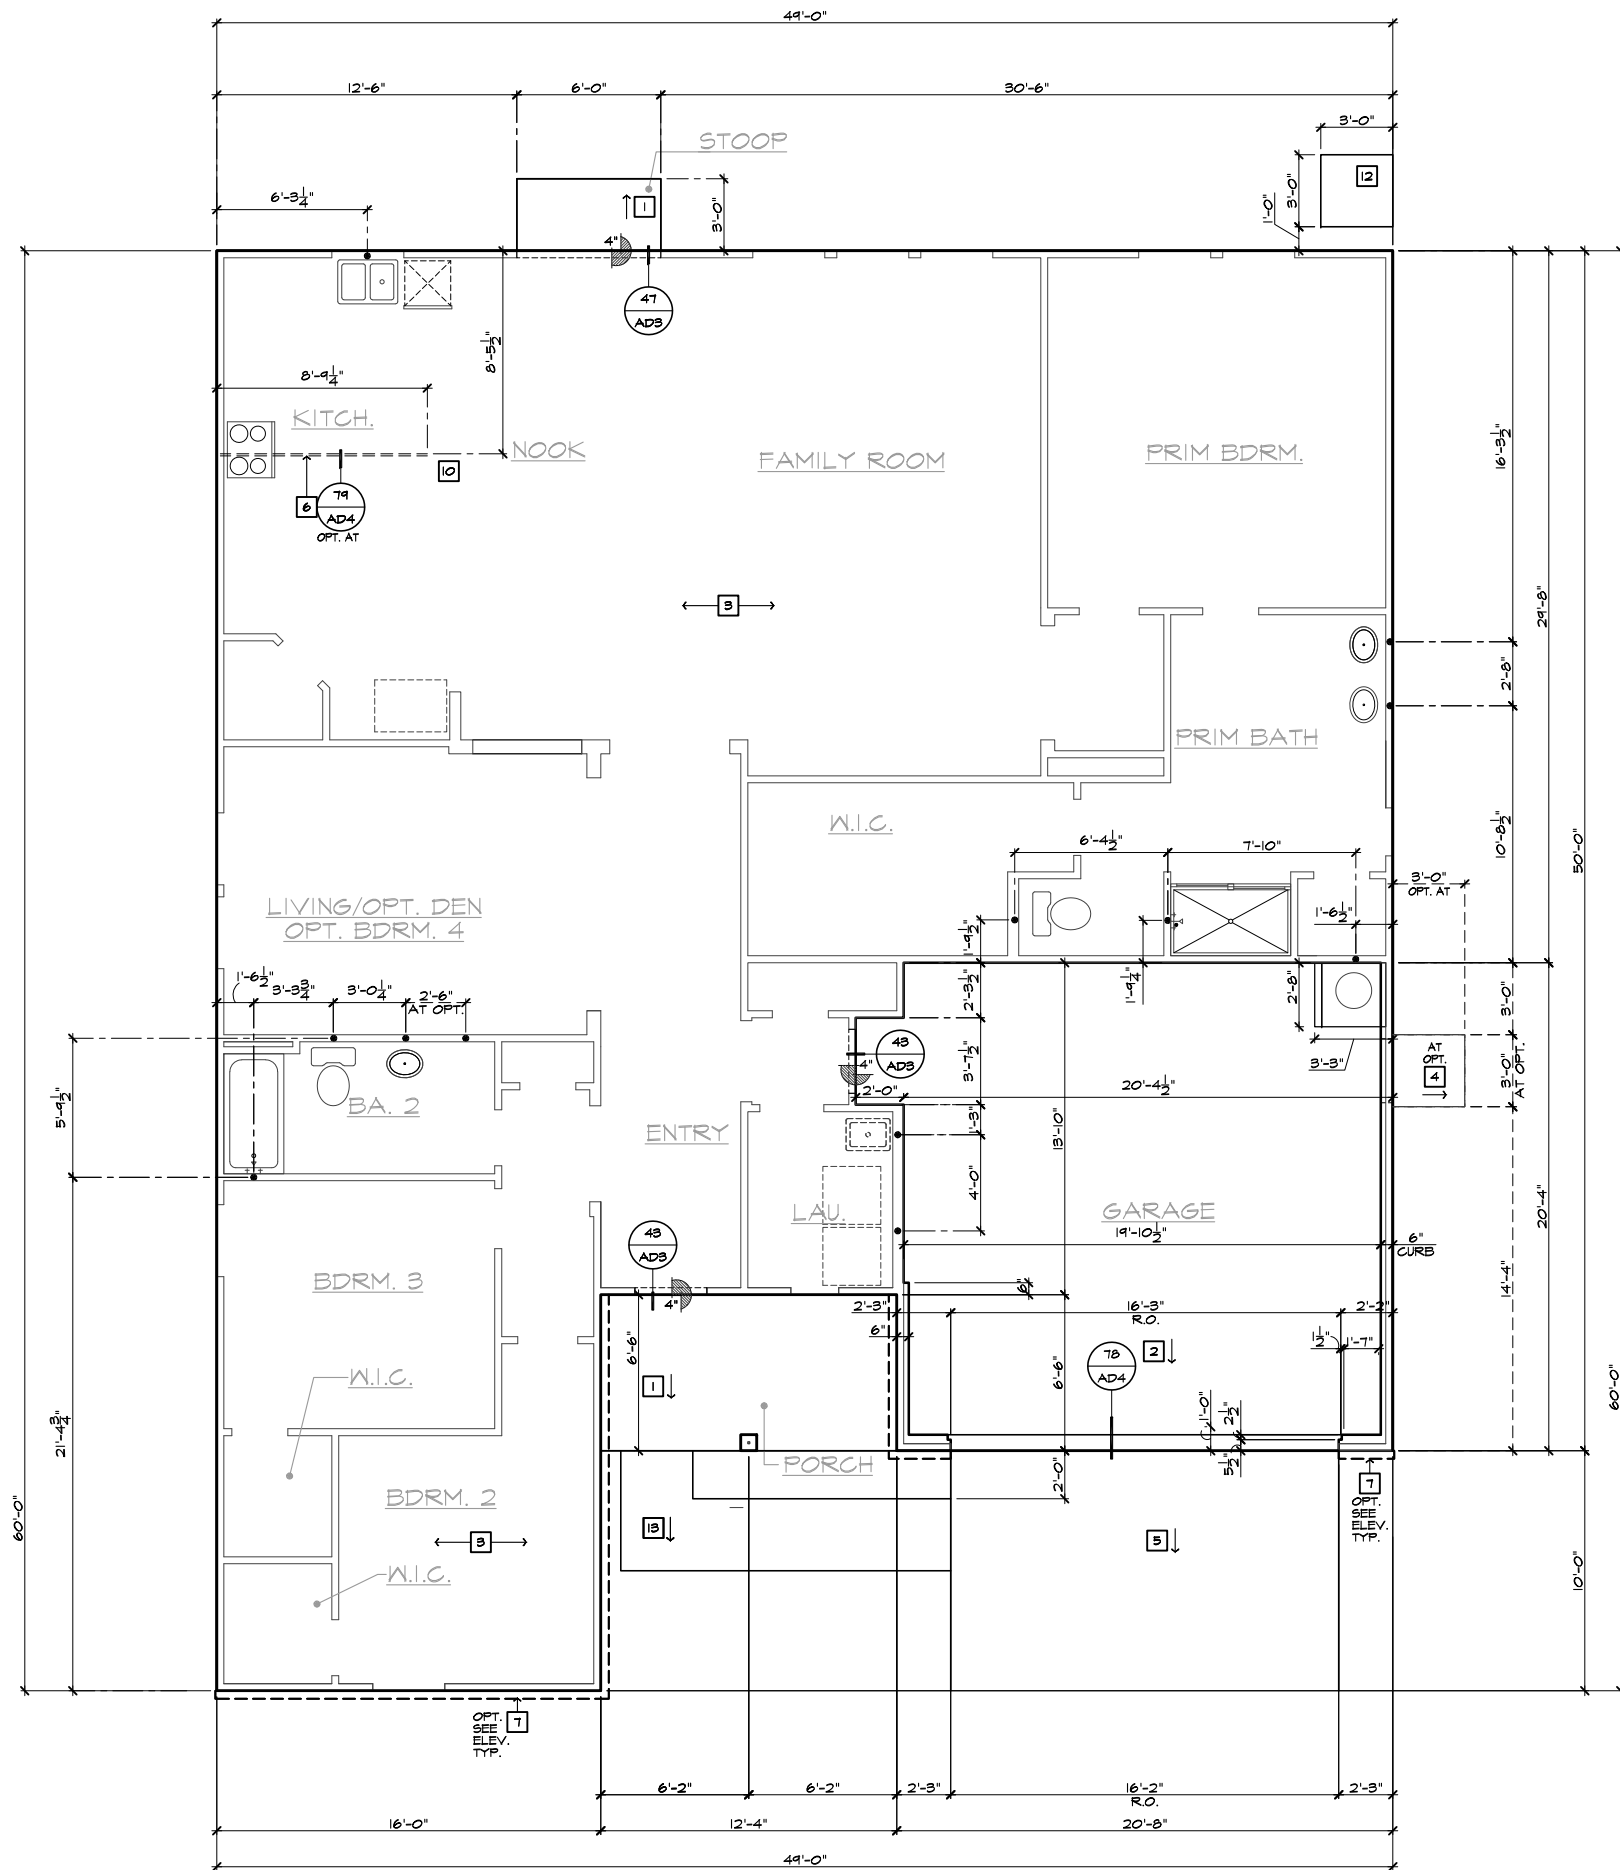 49'-0"
12'-6"
6'-0"
30'-6"
3'-0"
STOOP
12
6'-3 1/4"
1
3'-0"
3'-0"
1'-0"
4"
47
AD3
8'-5 1/2"
8'-9 1/4"
KITCH.
NOOK
FAMILY ROOM
PRIM BDRM.
16'-3 1/2"
10
6
79
AD4
OPT. AT
3
29'-8"
2'-8"
PRIM BATH
W.I.C.
6'-4 1/2"
7'-10"
10'-8 1/2"
50'-0"
3'-0"
OPT. AT
LIVING/OPT. DEN
OPT. BDRM. 4
1'-6 1/2"
1'-9 1/2"
1'-6 1/2"
3'-3 3/4"
3'-0 1/4"
2'-6"
AT OPT.
2'-3 1/2"
1'-9 1/4"
2'-8"
3'-0"
43
AD3
4"
3'-7 1/2"
3'-3"
AT
OPT.
4
3'-0"
AT OPT.
2'-0"
20'-4 1/2"
5'-9 1/2"
BA. 2
ENTRY
1'-3"
13'-10"
4'-0"
LAU.
GARAGE
19'-10 1/2"
6"
CURB
20'-4"
43
AD3
BDRM. 3
4"
6"
14'-4"
2'-3"
16'-3"
R.O.
2'-2"
6"
6'-6"
2
1 1/2"
1'-7"
78
AD4
6'-6"
W.I.C.
1
60'-0"
21'-4 3/4"
1'-0"
2 1/2"
5 1/2"
PORCH
2'-0"
7
OPT.
SEE
ELEV.
TYP.
BDRM. 2
13
5
60'-0"
3
W.I.C.
10'-0"
OPT.
SEE
ELEV.
TYP.
7
6'-2"
6'-2"
2'-3"
16'-2"
R.O.
2'-3"
16'-0"
12'-4"
20'-8"
49'-0"